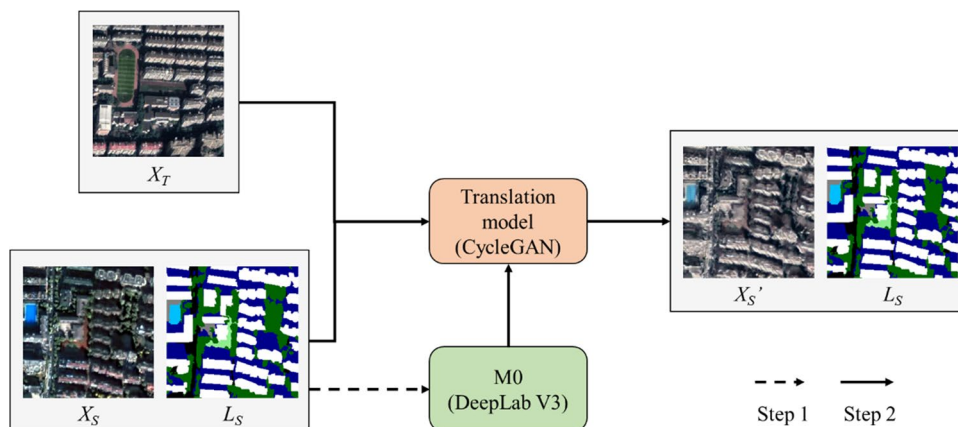 X_T
Translation
model
(CycleGAN)
X_S’ L_S
X_S L_S
M0
(DeepLab V3)
Step 1 Step 2